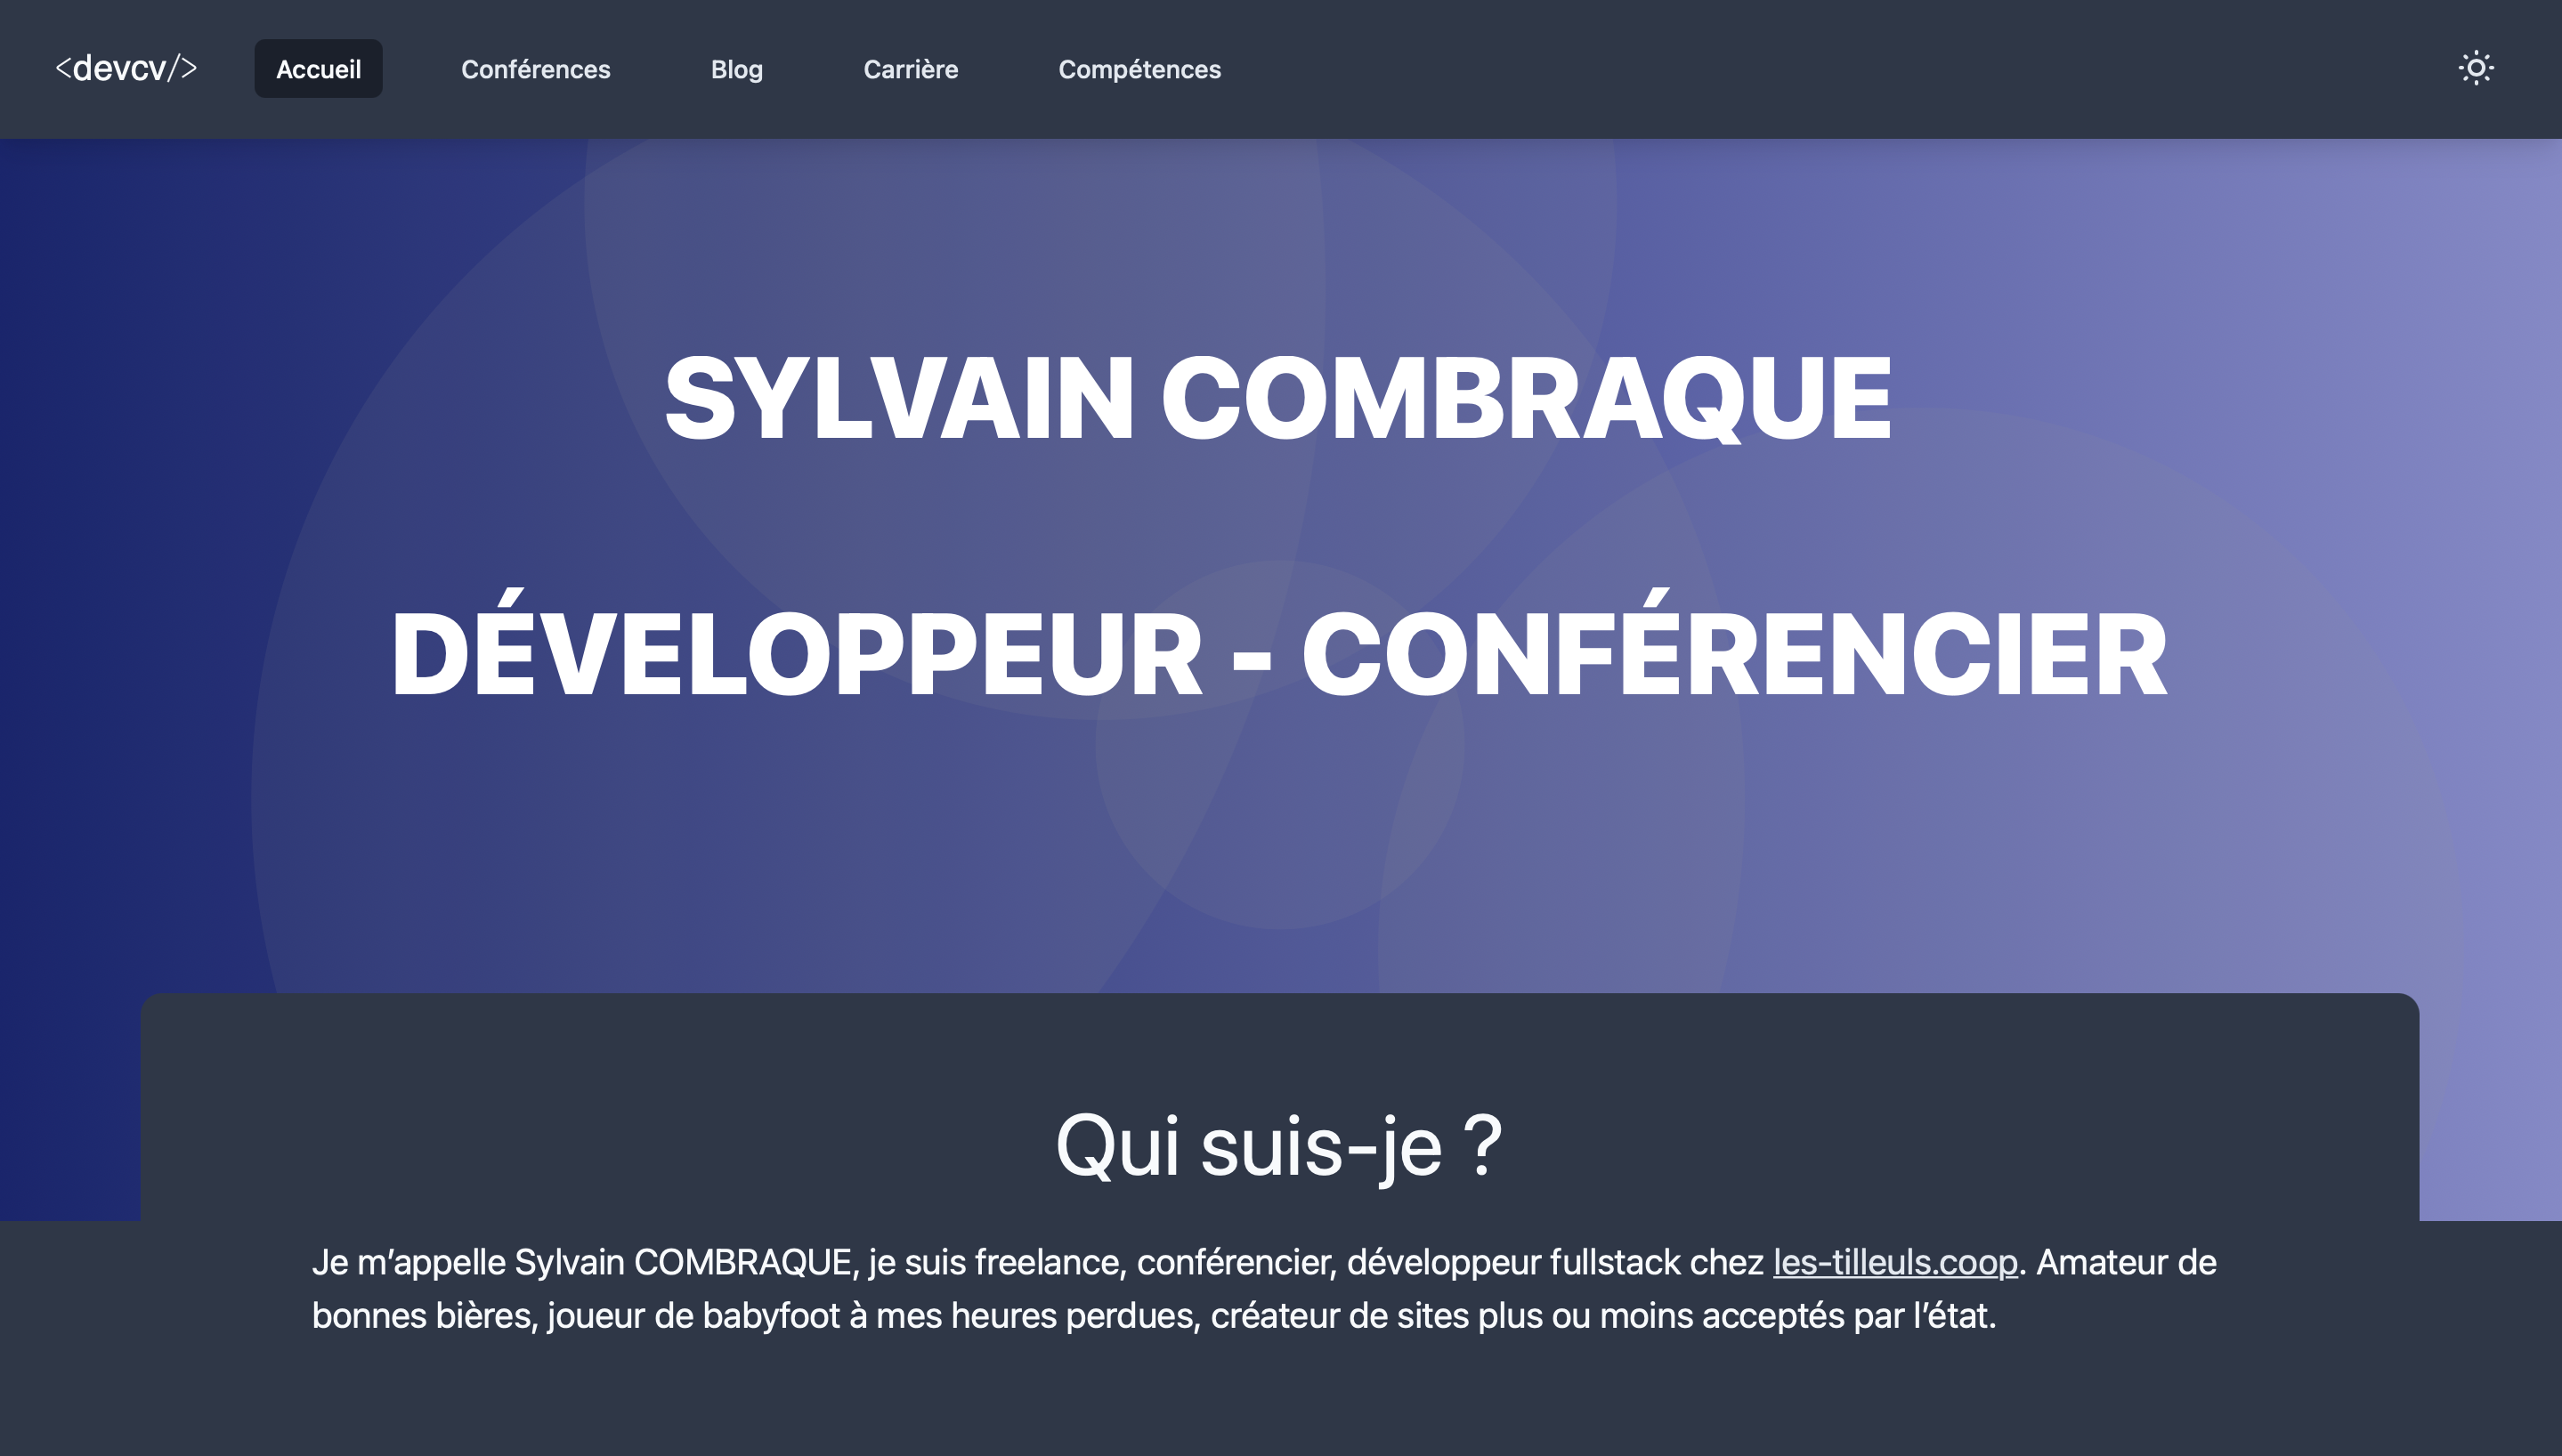 <devcv/> Accueil Conférences Blog Carrière Compétences
SYLVAIN COMBRAQUE
DÉVELOPPEUR - CONFÉRENCIER
Qui suis-je ?
Je m’appelle Sylvain COMBRAQUE, je suis freelance, conférencier, développeur fullstack chez les-tilleuls.coop. Amateur de
bonnes bières, joueur de babyfoot à mes heures perdues, créateur de sites plus ou moins acceptés par l’état.